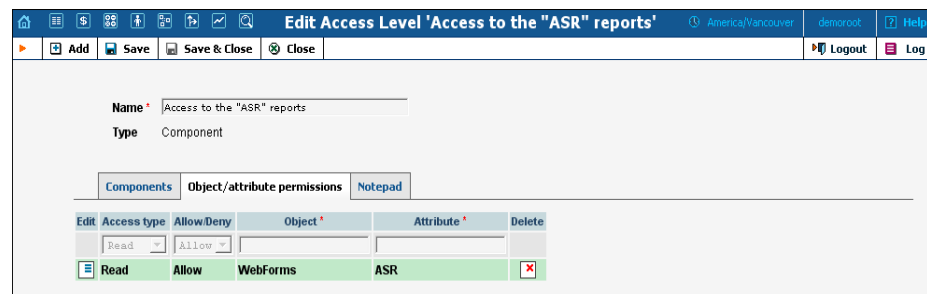 Edit Access Level 'Access to the "ASR" reports' America/Vancouver demoroot Help
Add Save Save & Close Close Logout Log
Name * Access to the "ASR" reports
Type Component
Components Object/attribute permissions Notepad
Edit Access type Allow/Deny Object * Attribute * Delete
Read Allow
Read Allow WebForms ASR